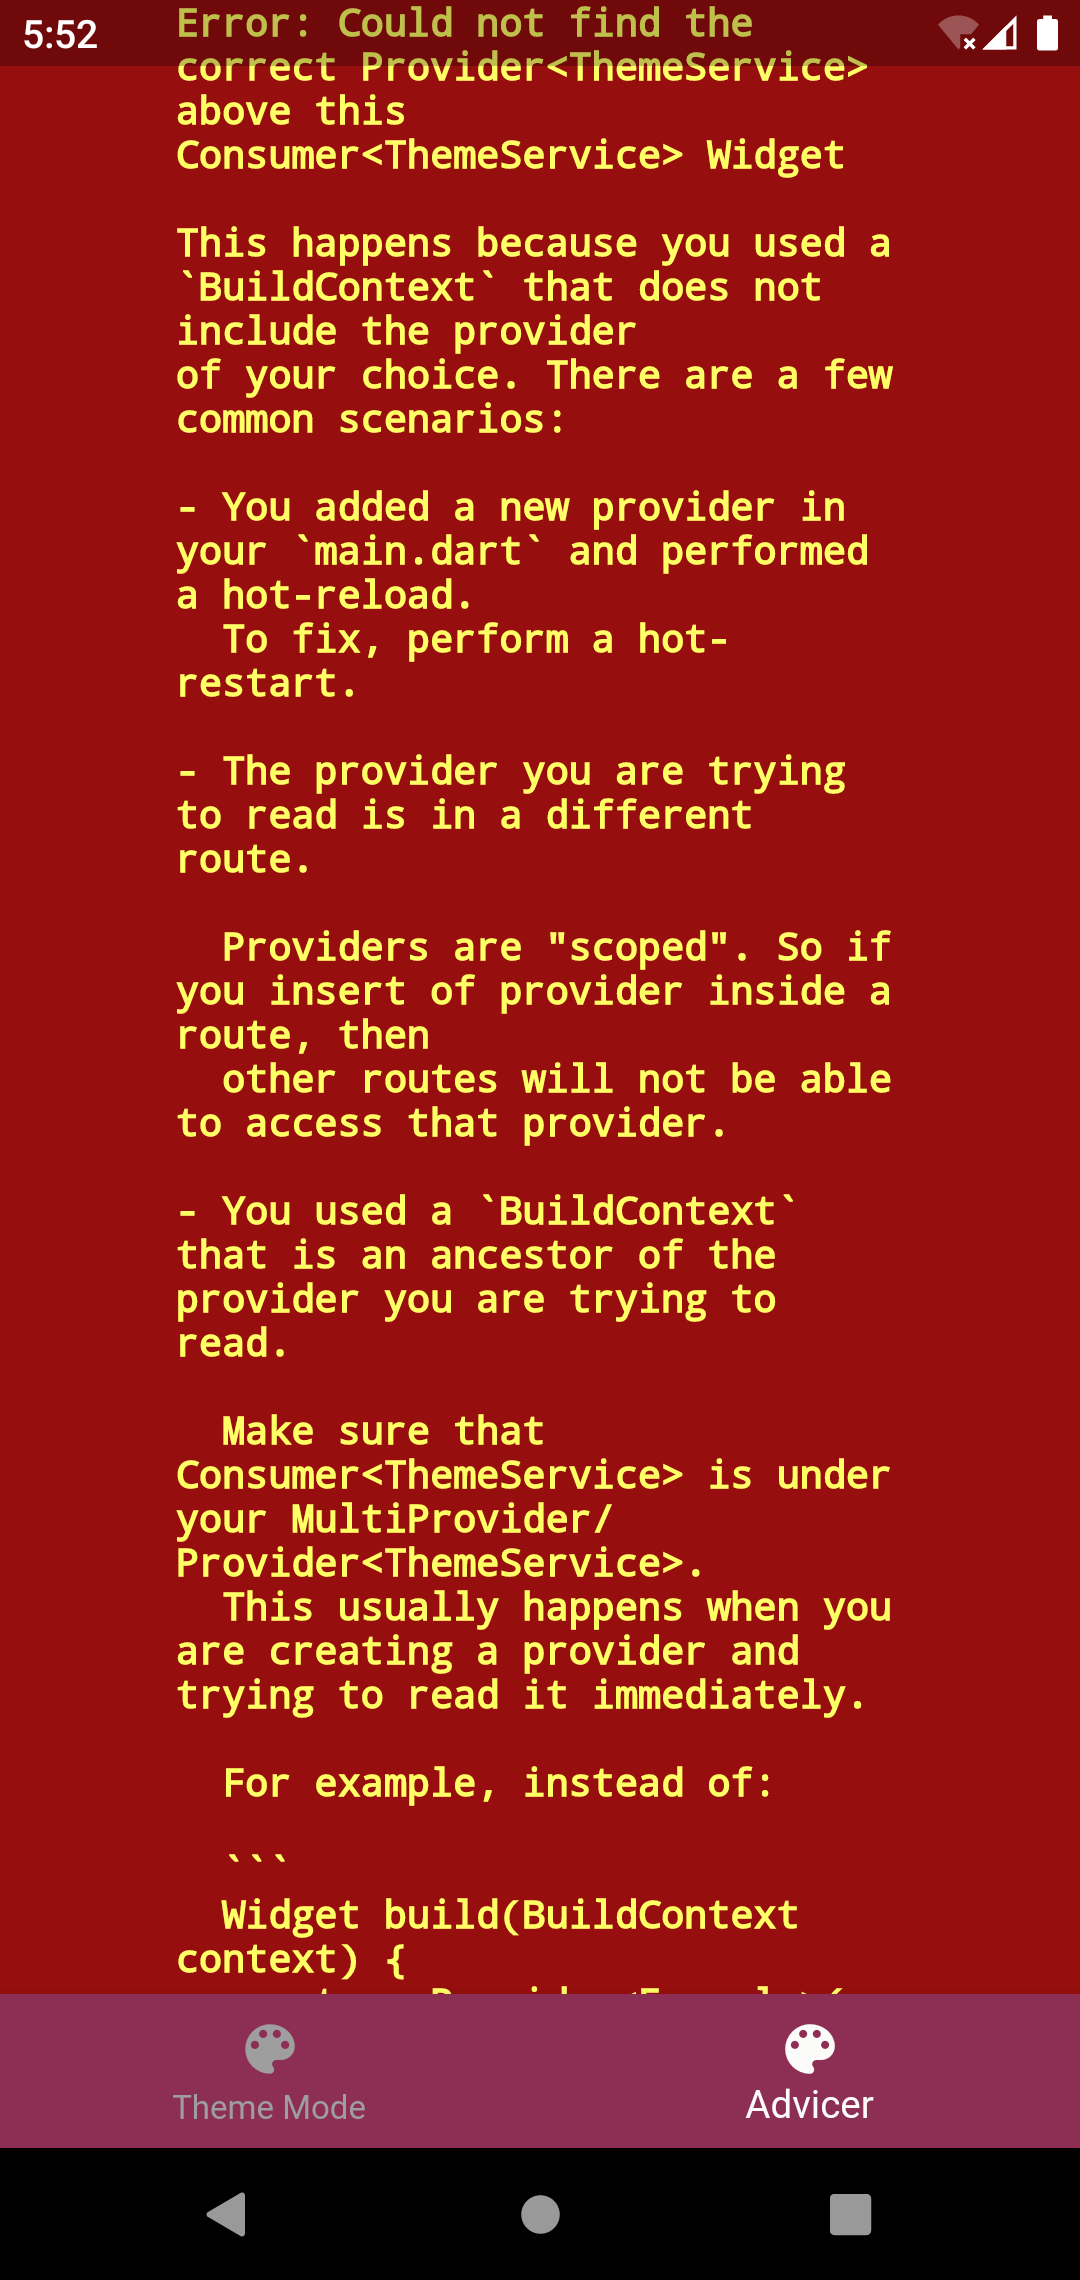 5:52
Error: Could not find the
correct Provider<ThemeService>
above this
Consumer<ThemeService> Widget
This happens because you used a
`BuildContext` that does not
include the provider
of your choice. There are a few
common scenarios:
- You added a new provider in
your `main.dart` and performed
a hot-reload.
To fix, perform a hot-
restart.
- The provider you are trying
to read is in a different
route.
Providers are "scoped". So if
you insert of provider inside a
route, then
other routes will not be able
to access that provider.
- You used a `BuildContext`
that is an ancestor of the
provider you are trying to
read.
Make sure that
Consumer<ThemeService> is under
your MultiProvider/
Provider<ThemeService>.
This usually happens when you
are creating a provider and
trying to read it immediately.
For example, instead of:
```
Widget build(BuildContext
context) {
Theme Mode
Advicer